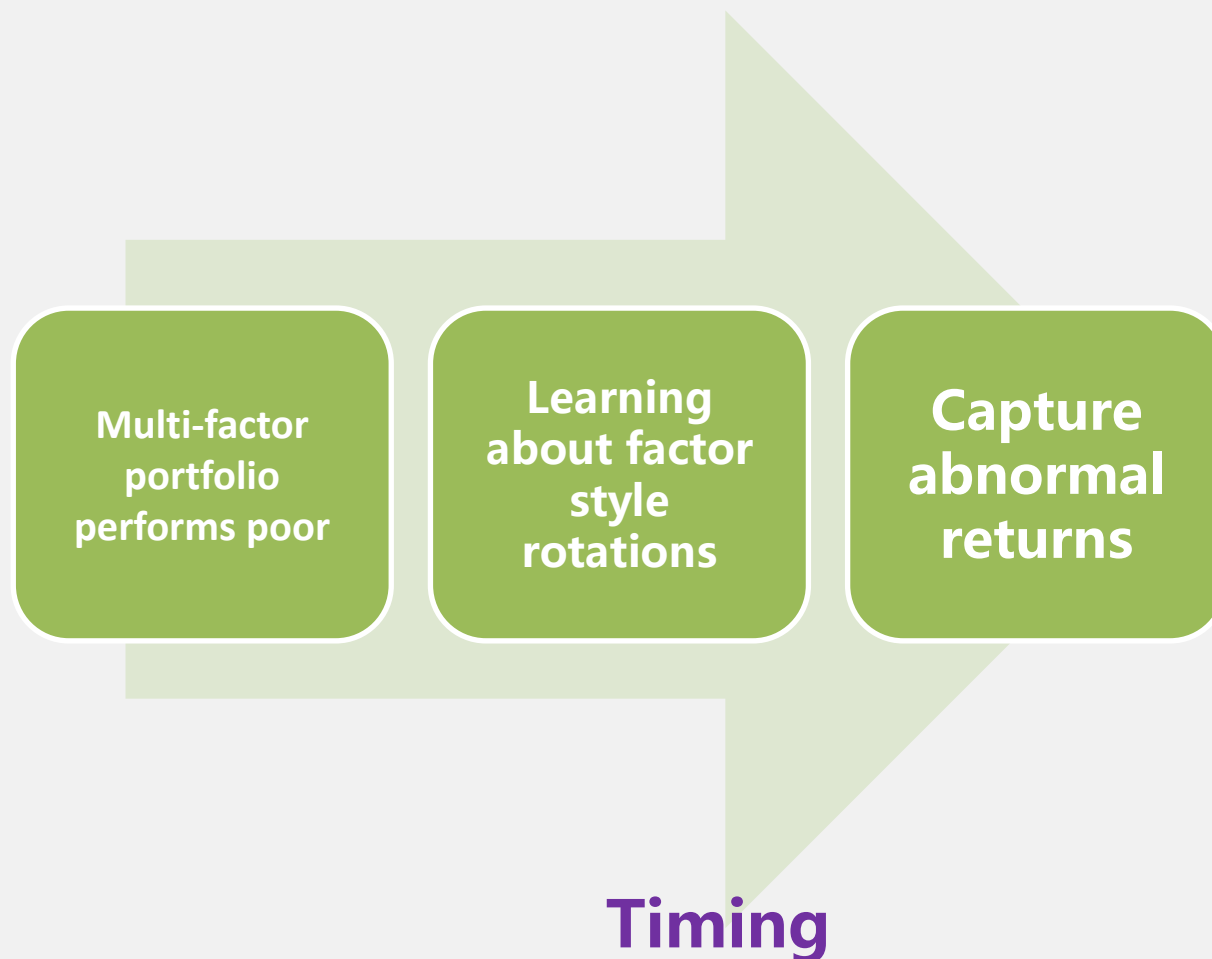 Multi-factor
portfolio
performs poor
Learning
about factor
style
rotations
Capture
abnormal
returns
Timing